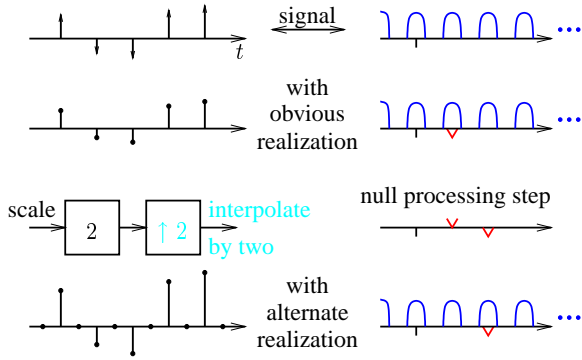 signal
t
with
obvious
realization
null processing step
scale
2
↑ 2
interpolate
by two
with
alternate
realization